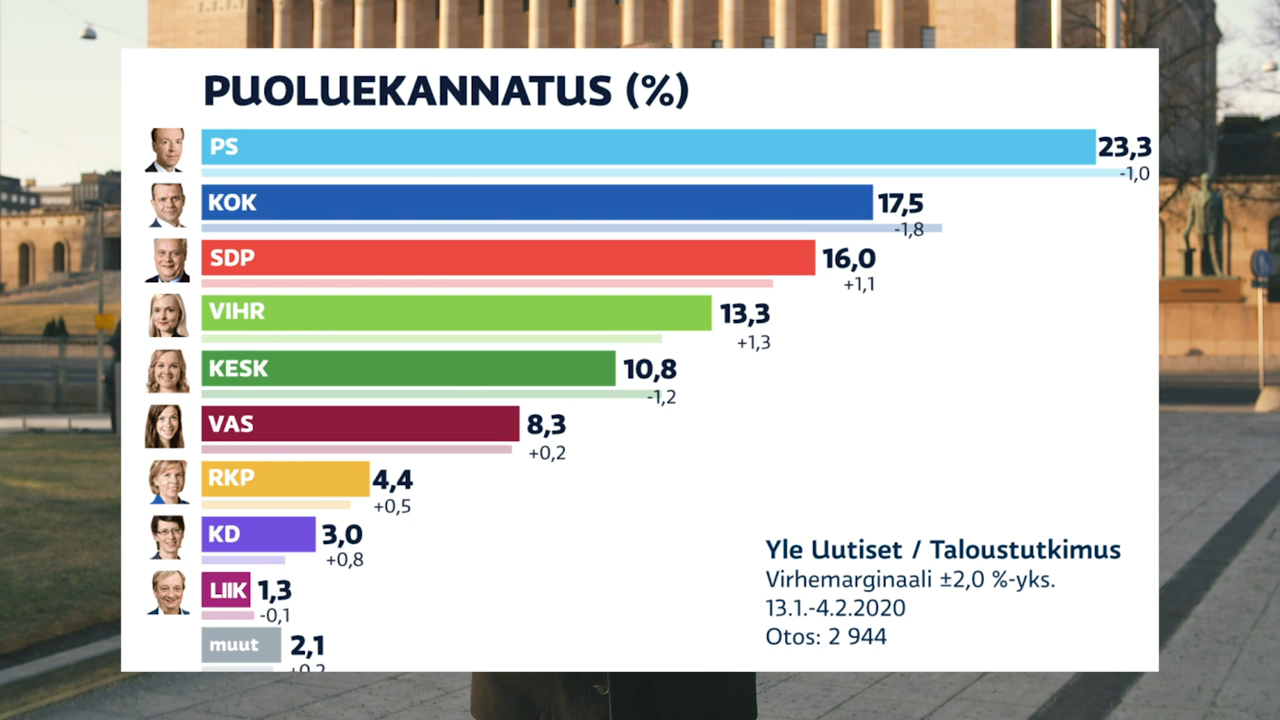 PUOLUEKANNATUS (%)
PS 23,3
-1,0
KOK 17,5
-1,8
SDP 16,0
+1,1
VIHR 13,3
+1,3
KESK 10,8
-1,2
VAS 8,3
+0,2
RKP 4,4
+0,5
KD 3,0
+0,8
LIIK 1,3
-0,1
muut 2,1
+0,2
Yle Uutiset / Taloustutkimus
Virhemarginaali ±2,0 %-yks.
13.1.-4.2.2020
Otos: 2 944